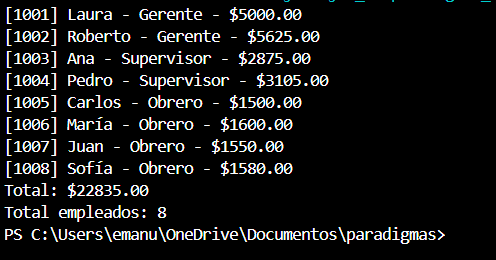 [1001] Laura - Gerente - $5000.00
[1002] Roberto - Gerente - $5625.00
[1003] Ana - Supervisor - $2875.00
[1004] Pedro - Supervisor - $3105.00
[1005] Carlos - Obrero - $1500.00
[1006] María - Obrero - $1600.00
[1007] Juan - Obrero - $1550.00
[1008] Sofía - Obrero - $1580.00
Total: $22835.00
Total empleados: 8
PS C:\Users\emanu\OneDrive\Documentos\paradigmas>